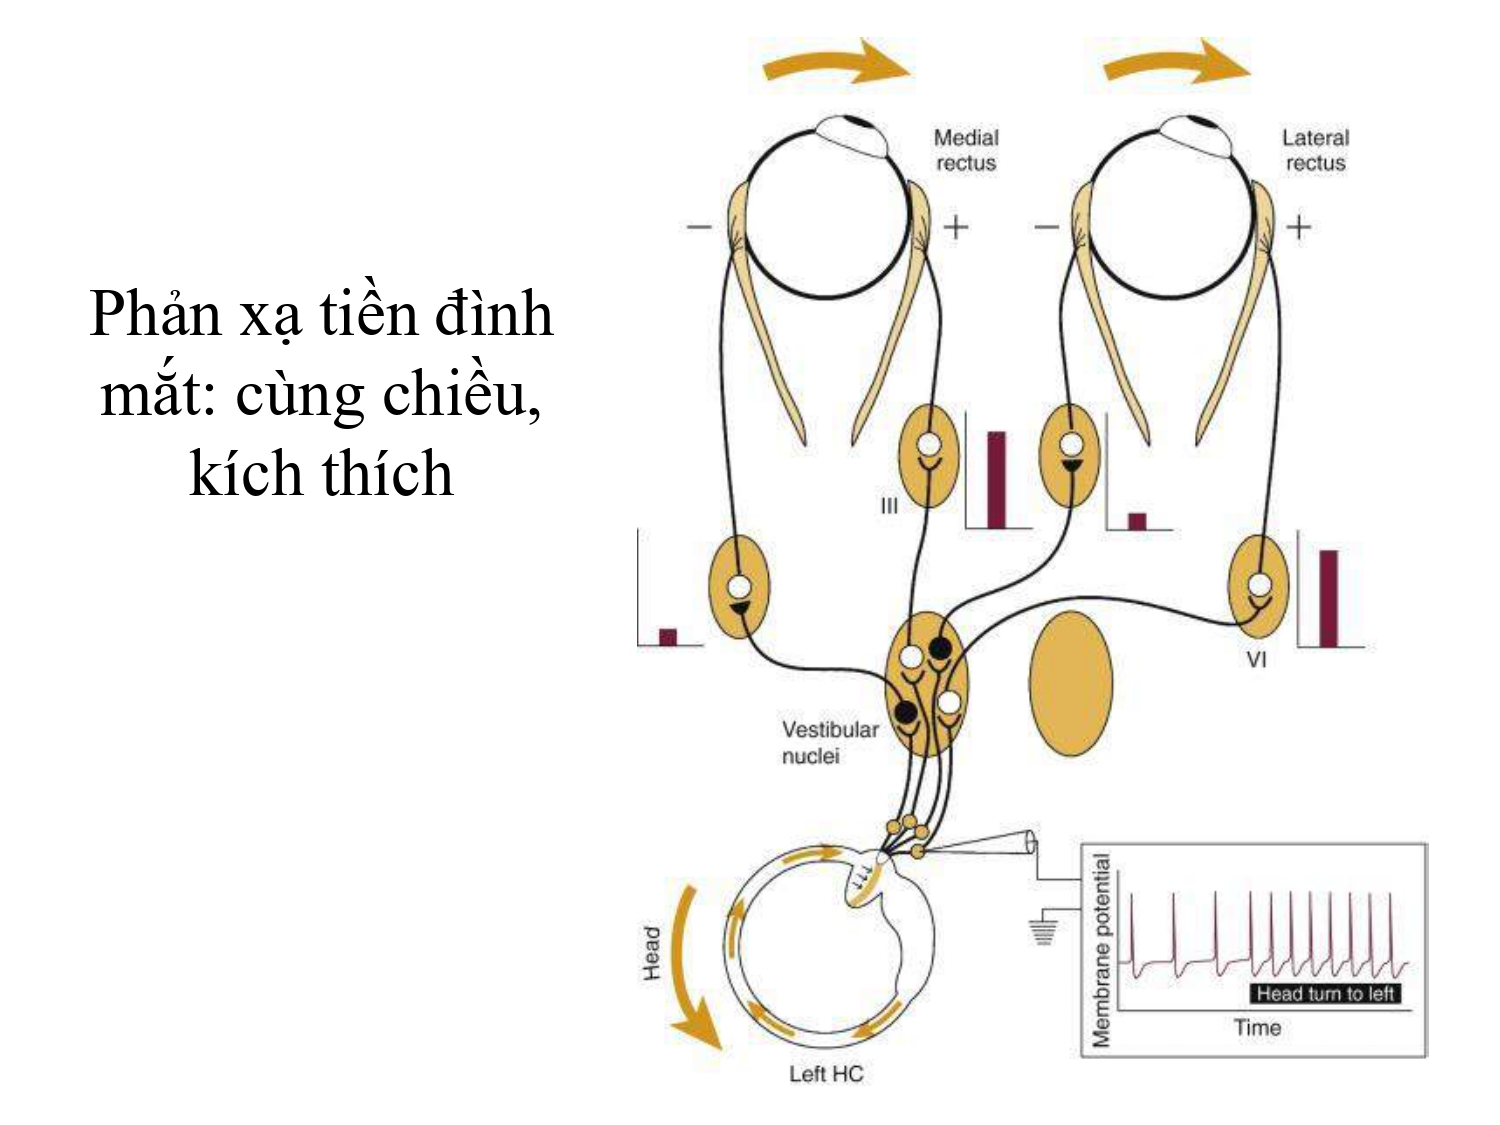 Phản xạ tiền đình
mắt: cùng chiều,
kích thích
Medial
rectus
Lateral
rectus
−
+
−
+
III
VI
Vestibular
nuclei
Head
Left HC
Membrane potential
Head turn to left
Time